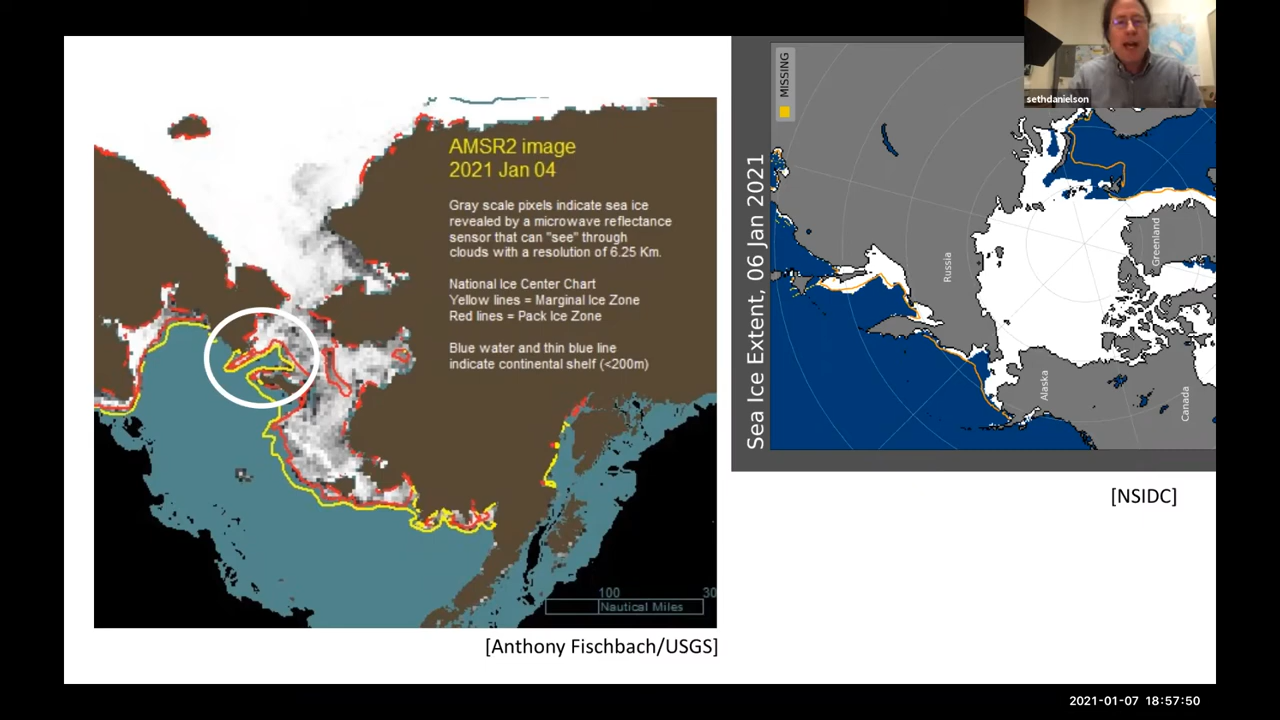 AMSR2 image
2021 Jan 04
Gray scale pixels indicate sea ice
revealed by a microwave reflectance
sensor that can "see" through
clouds with a resolution of 6.25 Km.
National Ice Center Chart
Yellow lines = Marginal Ice Zone
Red lines = Pack Ice Zone
Blue water and thin blue line
indicate continental shelf (<200m)
100
30
Nautical Miles
[Anthony Fischbach/USGS]
Sea Ice Extent, 06 Jan 2021
MISSING
Russia
Greenland
Alaska
Canada
[NSIDC]
sethdanielson
2021-01-07 18:57:50